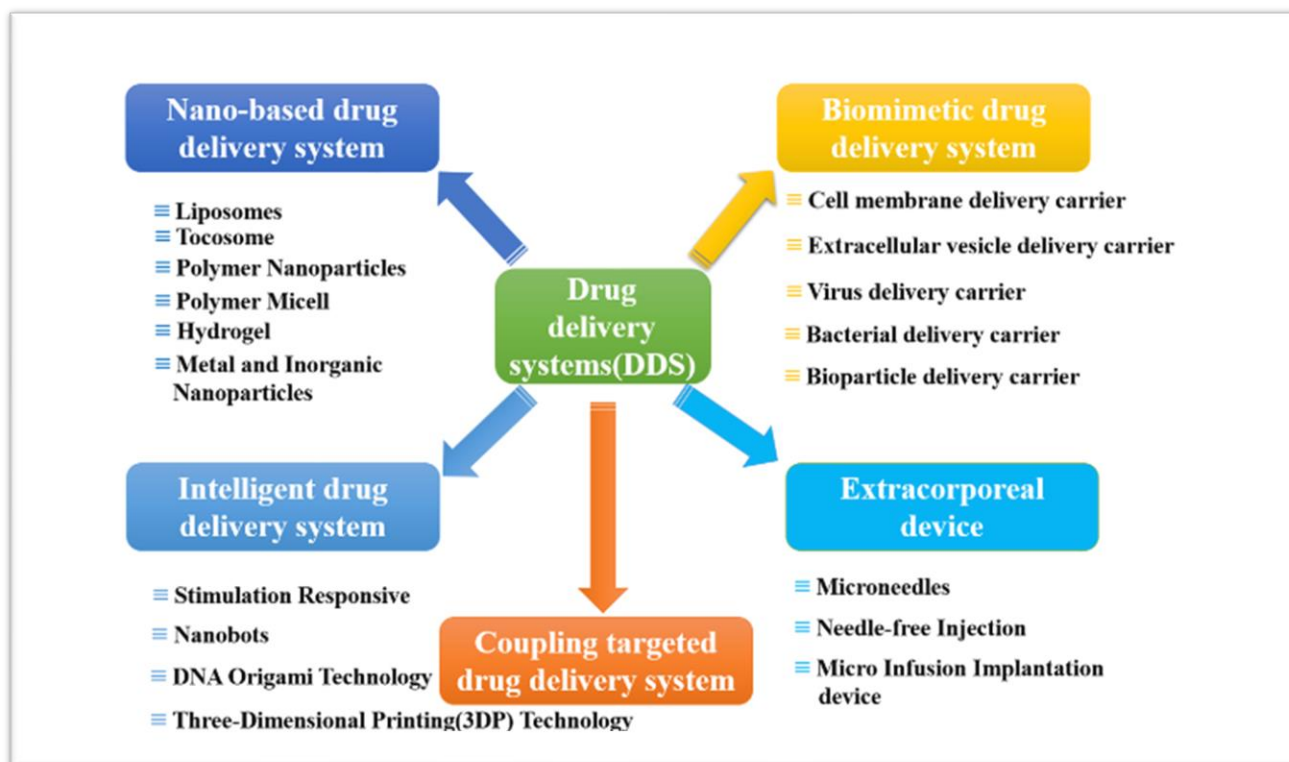 Nano-based drug
delivery system
Liposomes
Tocosome
Polymer Nanoparticles
Polymer Micell
Hydrogel
Metal and Inorganic
Nanoparticles
Biomimetic drug
delivery system
Cell membrane delivery carrier
Extracellular vesicle delivery carrier
Virus delivery carrier
Bacterial delivery carrier
Bioparticle delivery carrier
Drug
delivery
systems(DDS)
Intelligent drug
delivery system
Stimulation Responsive
Nanobots
DNA Origami Technology
Three-Dimensional Printing(3DP) Technology
Coupling targeted
drug delivery system
Extracorporeal
device
Microneedles
Needle-free Injection
Micro Infusion Implantation
device